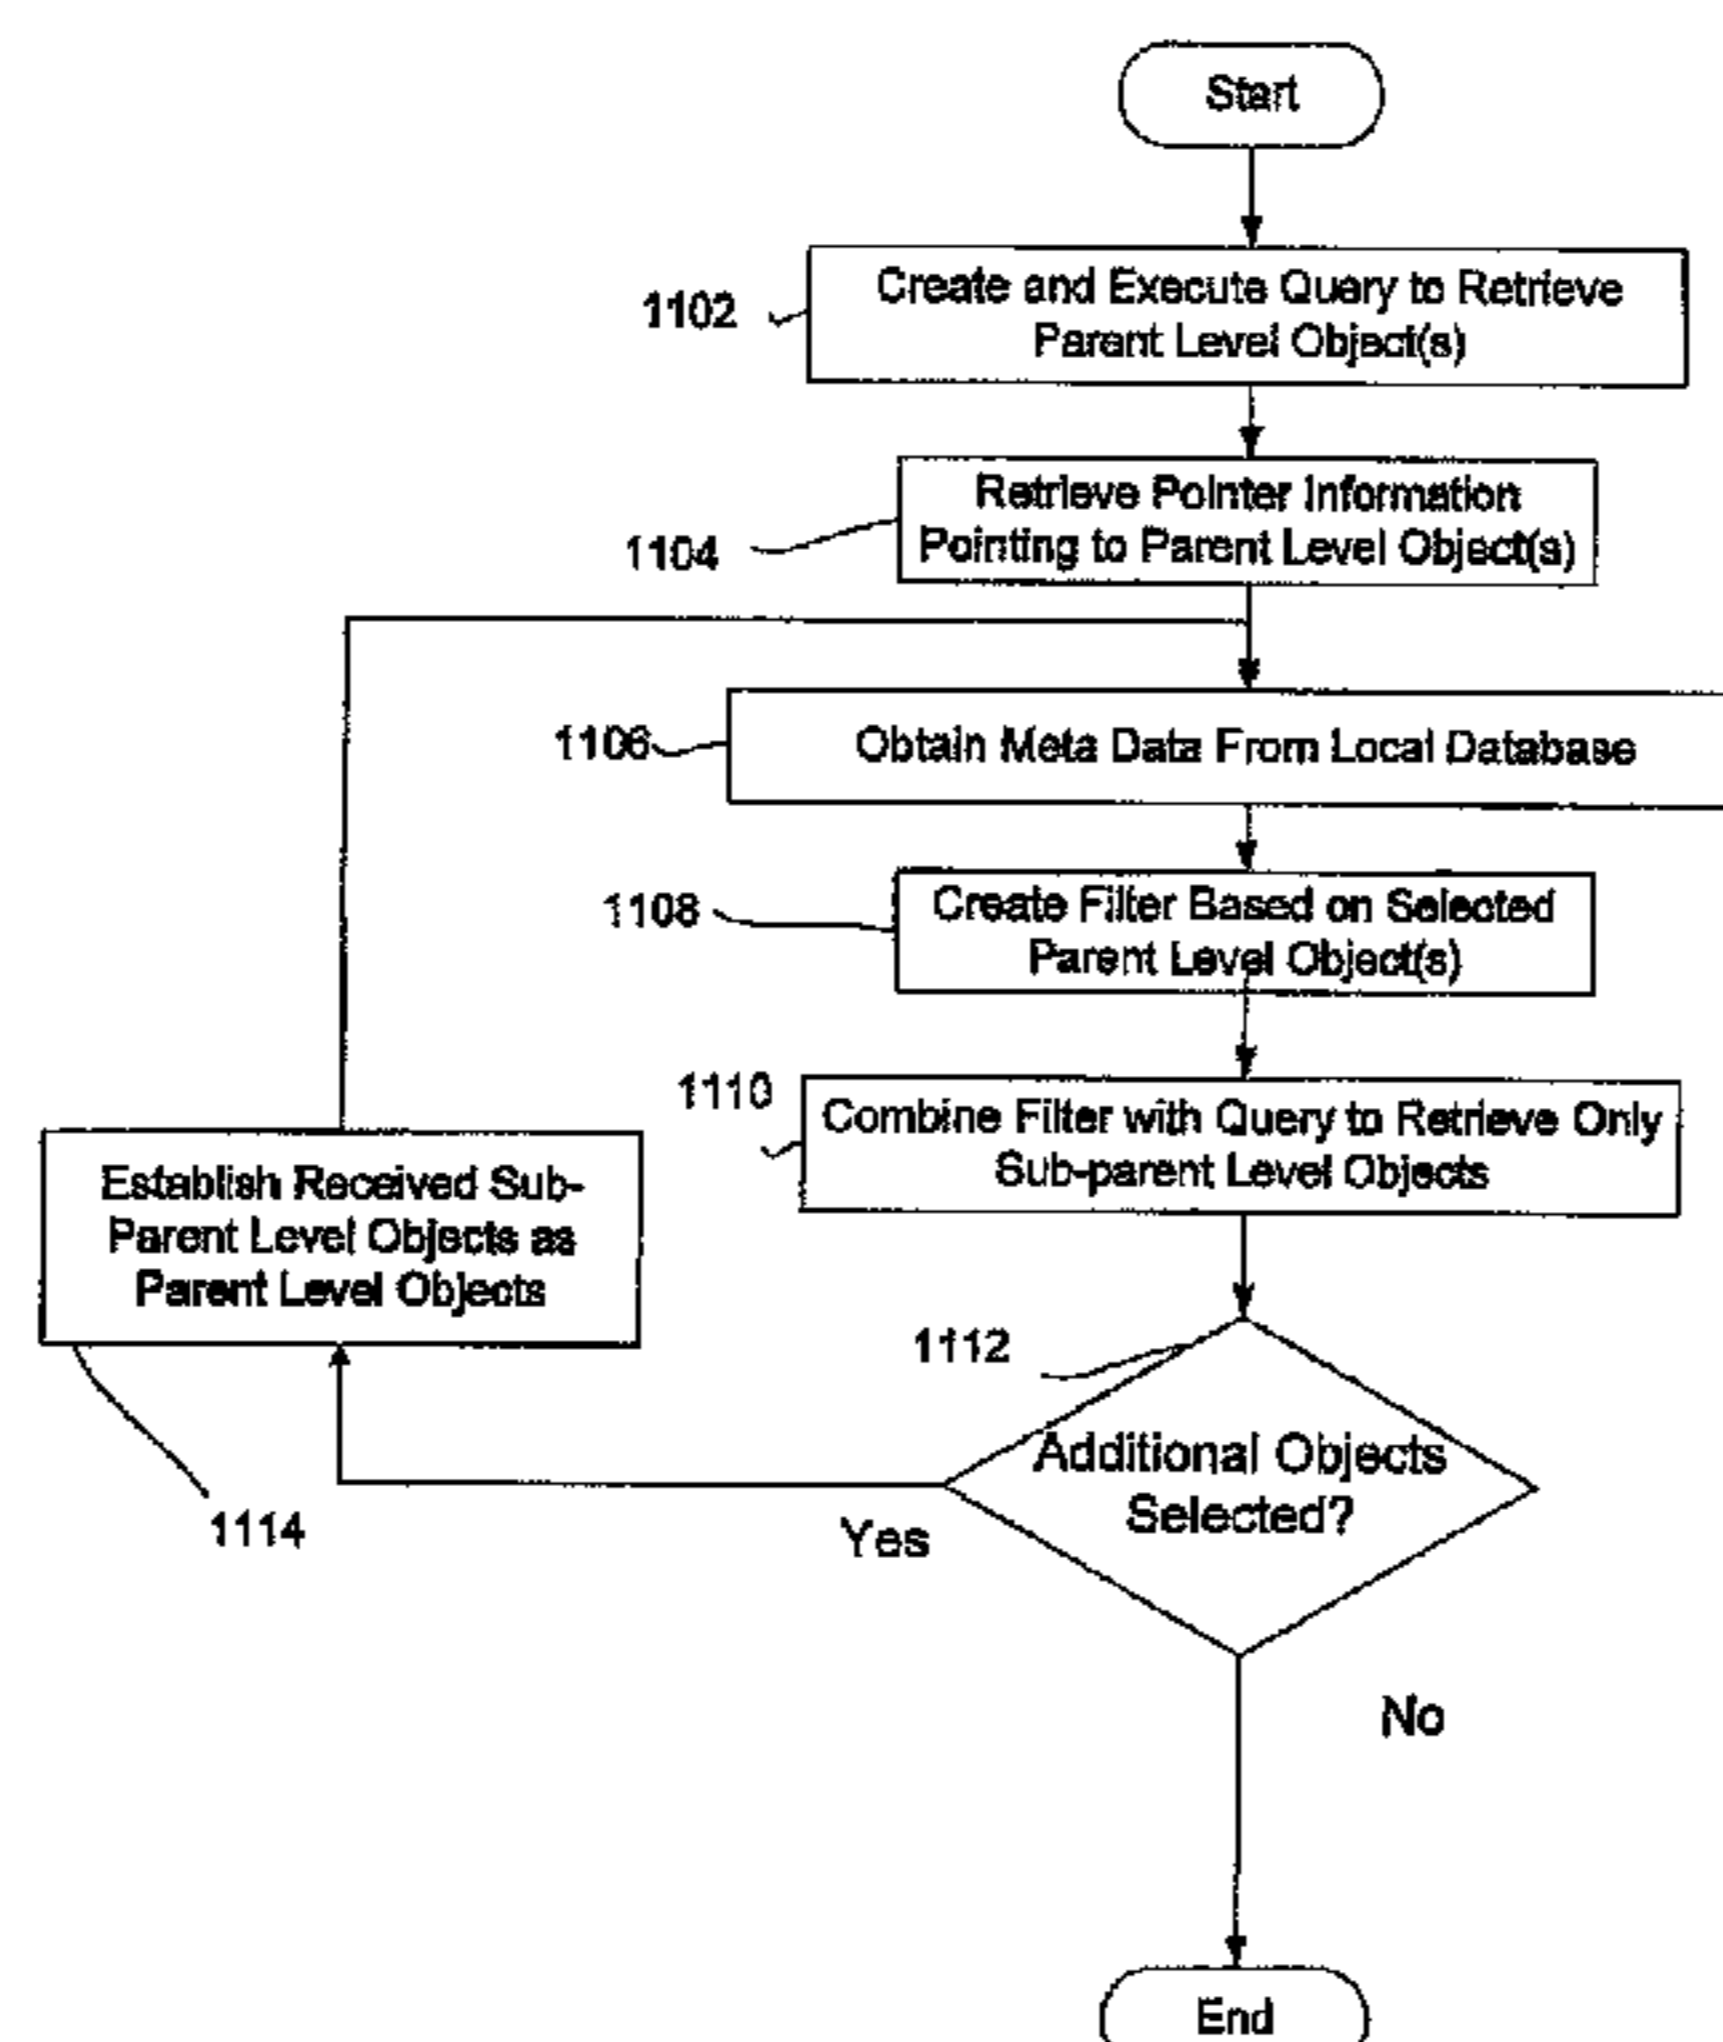 Start
1102
Create and Execute Query to Retrieve
Parent Level Object(s)
1104
Retrieve Pointer Information
Pointing to Parent Level Object(s)
1106
Obtain Meta Data From Local Database
1108
Create Filter Based on Selected
Parent Level Object(s)
1110
Combine Filter with Query to Retrieve Only
Sub-parent Level Objects
Establish Received Sub-
Parent Level Objects as
Parent Level Objects
1114
1112
Additional Objects
Selected?
Yes
No
End